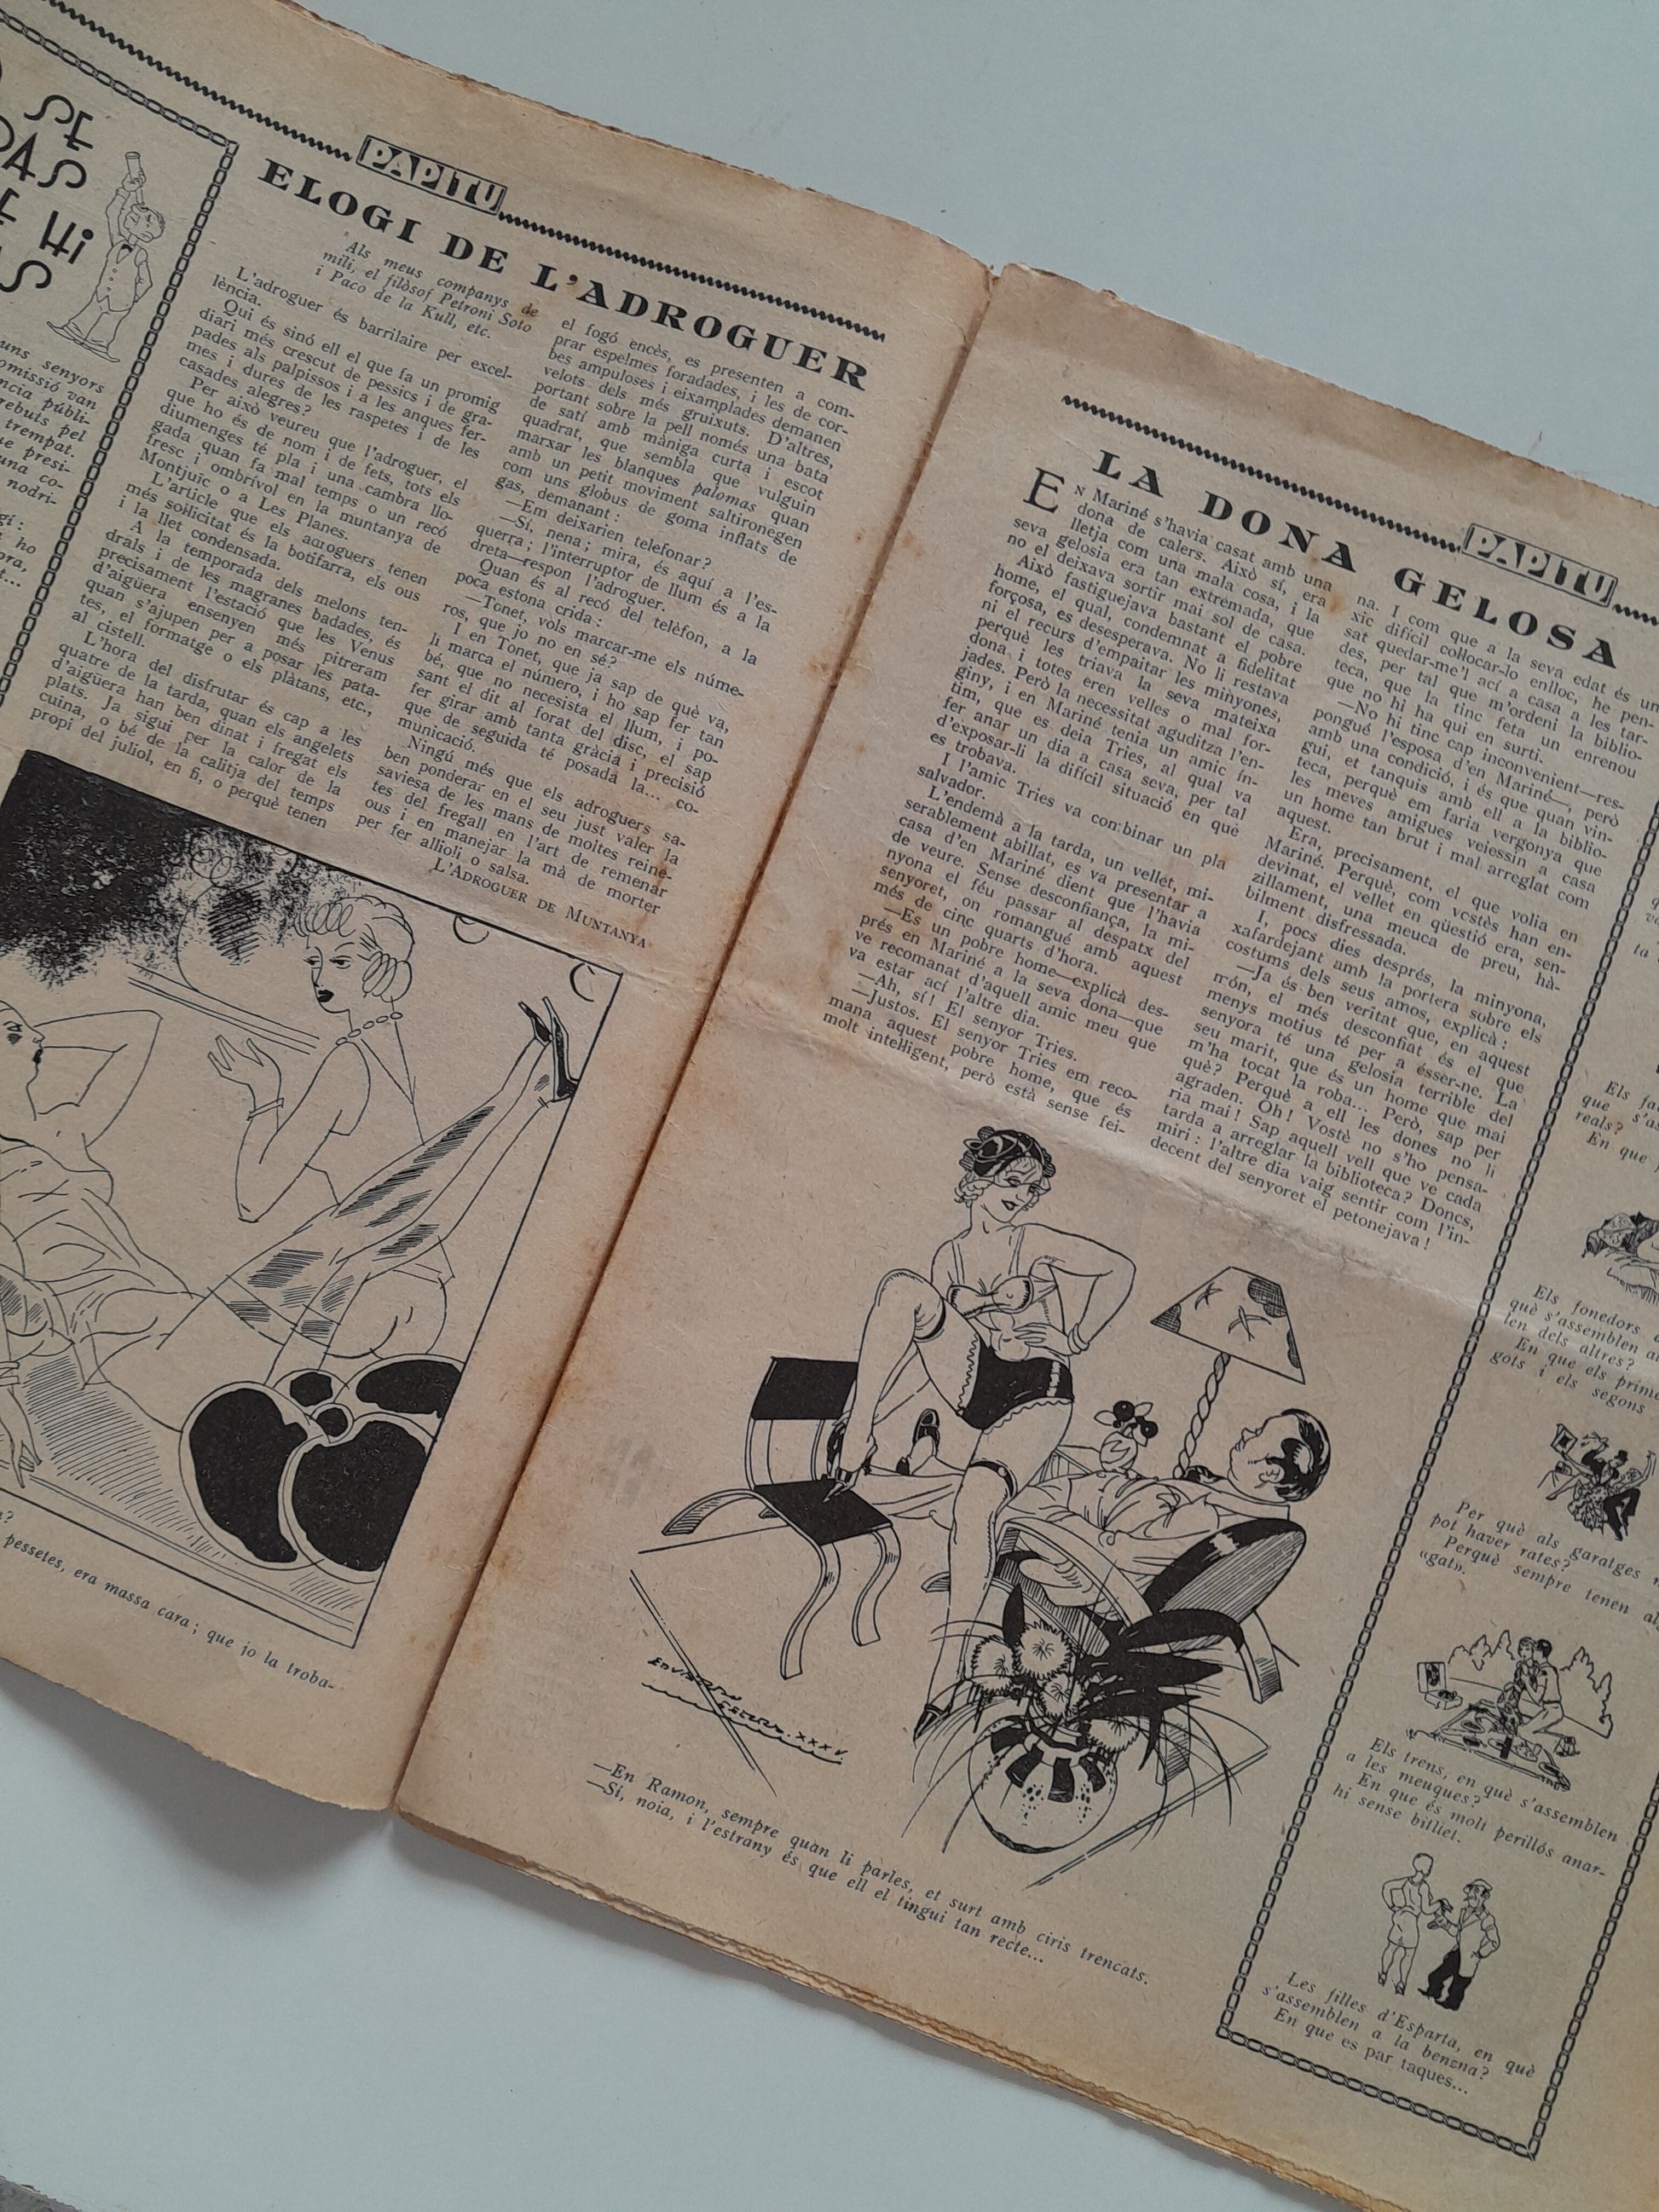 uns senyors
omissió van
ncia públi-
rebuts pel
trempat.
ue presi-
una co-
nodri-
PAPITU
ELOGI DE L'ADROGUER
Als meus companys de
mili, el filòsof Petroni Soto
i Paco de la Kull, etc.
L'adroguer és barrilaire per excel-
lència.
Qui és sinó ell el que fa un promig
diari més crescut de pessics i de gra-
pades als palpissos i a les anques fer-
mes i dures de les raspetes i de les
casades alegres?
Per això veureu que l'adroguer, el
que ho és de nom i de fets, tots els
diumenges té pla i una cambra llo-
gada quan fa mal temps o un recó
fresc i ombrívol en la muntanya de
Montjuïc o a Les Planes.
L'article que els adroguers tenen
més sol·licitat és la botifarra, els ous
i la llet condensada.
A la temporada dels melons ten-
drals i de les magranes badades, és
precisament l'estació que les Venus
d'aigüera ensenyen més pitreram
quan s'ajupen per a posar les pata-
tes, el formatge o els plàtans, etc.,
al cistell.
L'hora del disfrutar és cap a les
quatre de la tarda, quan els angelets
d'aigüera han ben dinat i fregat els
plats. Ja sigui per la calor de la
cuina, o bé de la calitja del temps
propi del juliol, en fi, o perquè tenen
el fogó encès, es presenten a com-
prar espelmes foradades, i les de cor-
bes ampuloses i eixamplades demanen
velots dels més gruixuts. D'altres,
portant sobre la pell només una bata
de satí amb màniga curta i escot
quadrat, que sembla que vulguin
marxar les blanques palomas quan
amb un petit moviment saltironegen
com uns globus de goma inflats de
gas, demanant:
—Em deixarien telefonar?
—Sí, nena; mira, és aquí a l'es-
querra; l'interruptor de llum és a la
dreta—respon l'adroguer.
Quan és al recó del telèfon, a la
poca estona crida:
—Tonet, vols marcar-me els núme-
ros, que jo no en sé?
I en Tonet, que ja sap de què va,
li marca el número, i ho sap fer tan
bé, que no necesista el llum, i po-
sant el dit al forat del disc, el sap
fer girar amb tanta gràcia i precisió
que de seguida té posada la... co-
municació.
Ningú més que els adroguers sa-
ben ponderar en el seu just valer la
saviesa de les mans de moltes reine-
tes del fregall en l'art de remenar
ous i en manejar la mà de morter
per fer allioli o salsa.
L'ADROGUER DE MUNTANYA
pessetes, era massa cara; que jo la troba-
PAPITU
LA DONA GELOSA
En Mariné s'havia casat amb una
dona de calers. Això sí, era
lletja com una mala cosa, i la
seva gelosia era tan extremada, que
no el deixava sortir mai sol de casa.
Això fastiguejava bastant el pobre
home, el qual, condemnat a fidelitat
forçosa, es desesperava. No li restava
ni el recurs d'empaitar les minyones,
perquè les triava la seva mateixa
dona i totes eren velles o mal for-
jades. Però la necessitat aguditza l'en-
giny, i en Mariné tenia un amic ín-
tim, que es deia Tries, al qual va
fer anar un dia a casa seva, per tal
d'exposar-li la difícil situació en què
es trobava.
I l'amic Tries va combinar un pla
salvador.
L'endemà a la tarda, un vellet, mi-
serablement abillat, es va presentar a
casa d'en Mariné dient que l'havia
de veure. Sense desconfiança, la mi-
nyona el féu passar al despatx del
senyoret, on romangué amb aquest
més de cinc quarts d'hora.
—Es un pobre home—explicà des-
prés en Mariné a la seva dona—que
ve recomanat d'aquell amic meu que
va estar ací l'altre dia.
—Ah, sí! El senyor Tries.
—Justos. El senyor Tries em reco-
mana aquest pobre home, que és
molt intel·ligent, però està sense fei-
na. I com que a la seva edat és un
xic difícil col·locar-lo enlloc, he pen-
sat quedar-me'l ací a casa a les tar-
des, per tal que m'ordeni la biblio-
teca, que la tinc feta un enrenou
que no hi ha qui en surti.
—No hi tinc cap inconvenient—res-
pongué l'esposa d'en Mariné—, però
amb una condició, i és que quan vin-
gui, et tanquis amb ell a la biblio-
teca, perquè em faria vergonya que
les meves amigues veiessin a casa
un home tan brut i mal arreglat com
aquest.
Era, precisament, el que volia en
Mariné. Perquè, com vostès han en-
devinat, el vellet en qüestió era, sen-
zillament, una meuca de preu, hà-
bilment disfressada.
I, pocs dies després, la minyona,
xafardejant amb la portera sobre els
costums dels seus amos, explicà:
—Ja és ben veritat que, en aquest
món, el més desconfiat és el que
menys motius té per a ésser-ne. La
senyora té una gelosia terrible del
seu marit, que és un home que mai
m'ha tocat la roba... Però, sap per
què? Perquè a ell les dones no li
agraden. Oh! Vostè no s'ho pensa-
ria mai! Sap aquell vell que ve cada
tarda a arreglar la biblioteca? Doncs,
miri: l'altre dia vaig sentir com l'in-
decent del senyoret el petonejava!
—En Ramon, sempre quan li parles, et surt amb ciris trencats.
—Sí, noia, i l'estrany és que ell el tingui tan recte...
Els fonedors
què s'assemblen
len dels altres?
En que els prime
gots i els segons
Per què als garatges
pot haver rates?
Perquè sempre tenen al
«gat».
Els trens, en què s'assemblen
a les meuques?
En que és molt perillós anar-
hi sense bitllet.
Les filles d'Esparta, en què
s'assemblen a la benzna?
En que es par taques...